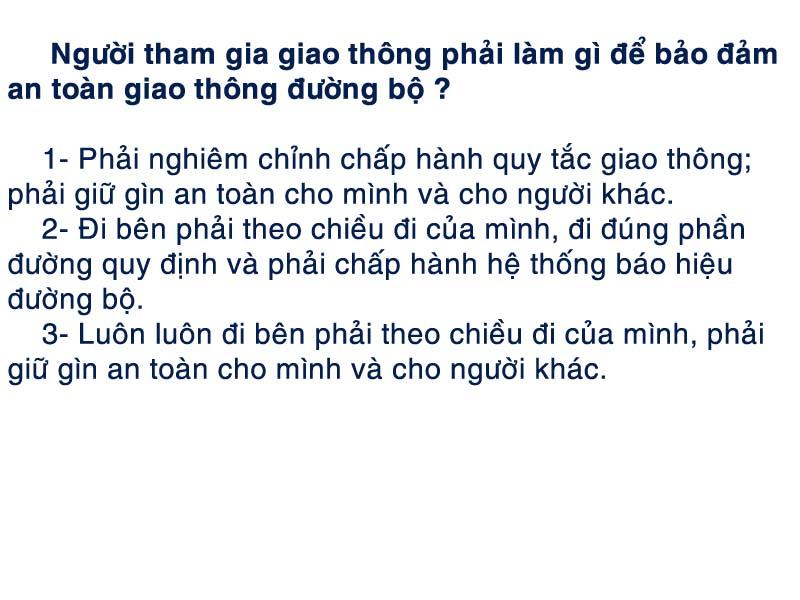 Người tham gia giao thông phải làm gì để bảo đảm
an toàn giao thông đường bộ ?
1- Phải nghiêm chỉnh chấp hành quy tắc giao thông;
phải giữ gìn an toàn cho mình và cho người khác.
2- Đi bên phải theo chiều đi của mình, đi đúng phần
đường quy định và phải chấp hành hệ thống báo hiệu
đường bộ.
3- Luôn luôn đi bên phải theo chiều đi của mình, phải
giữ gìn an toàn cho mình và cho người khác.